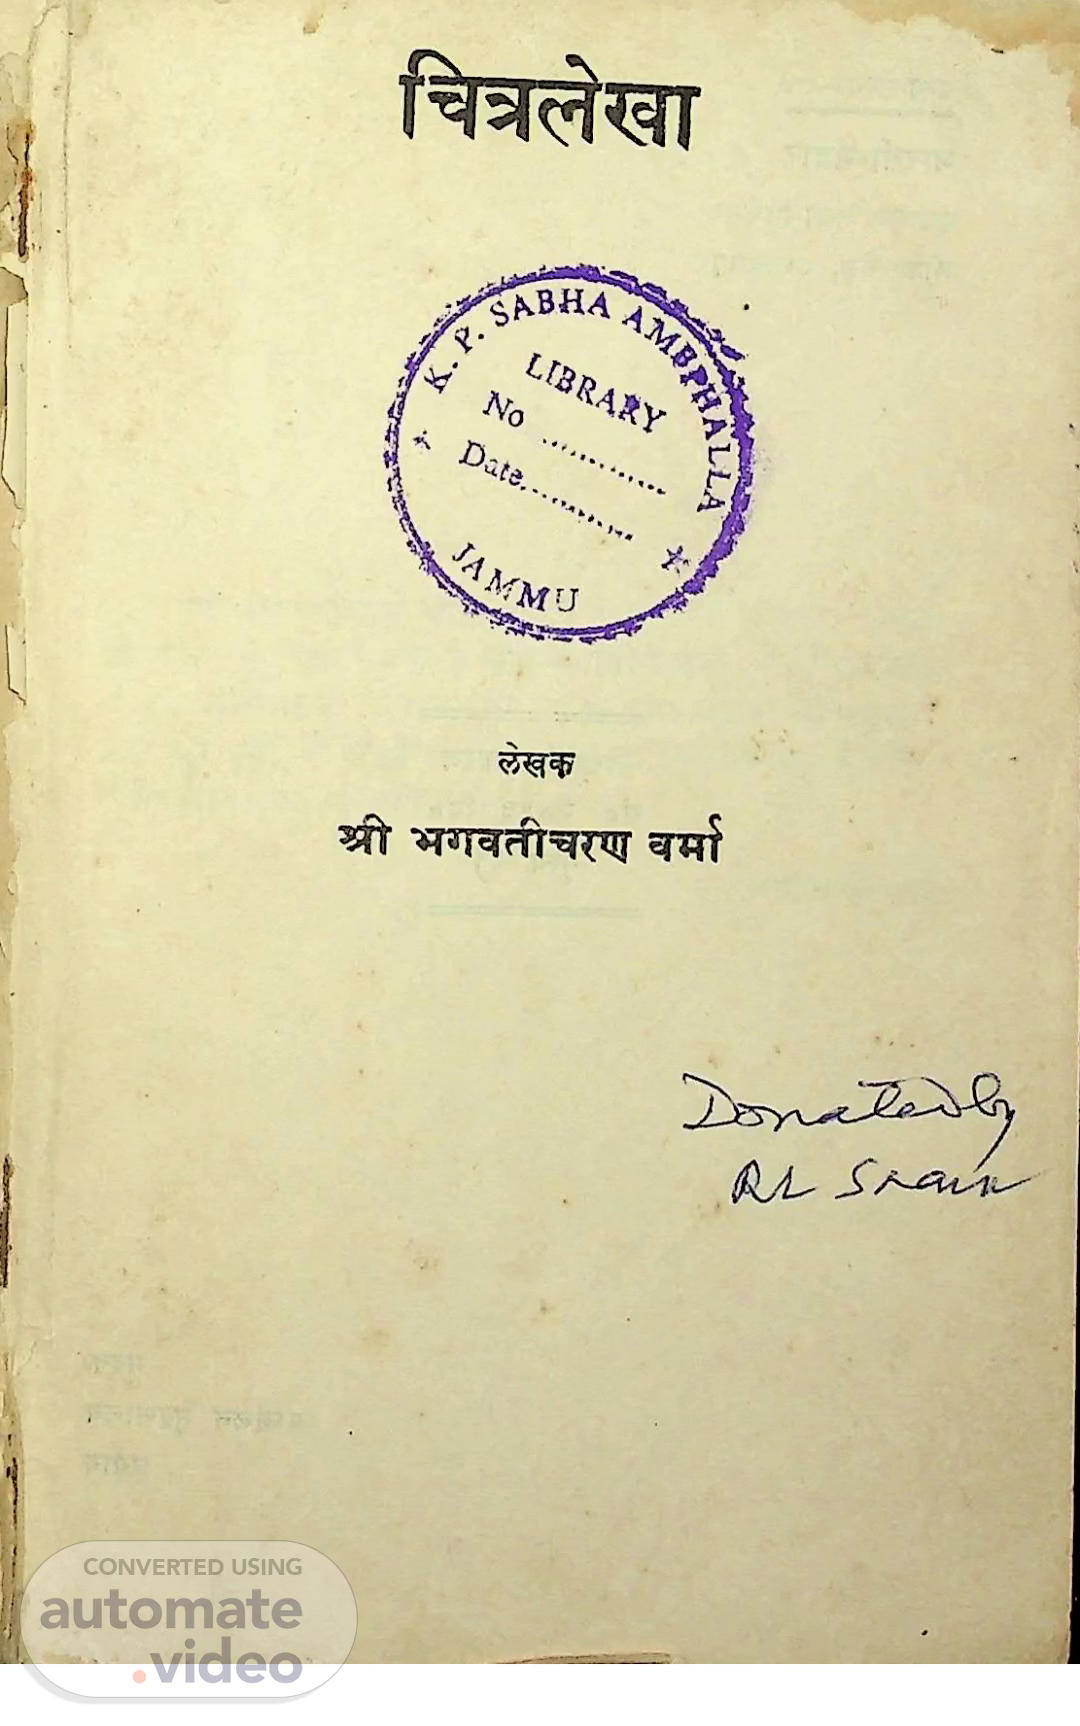 चित्रलेखा
K. P. SABHA AMBPHALLA
LIBRARY
No .............
Date.............
JAMMU
लेखक
श्री भगवतीचरण वर्मा
Donated by
CONVERTED USING
automate
.video